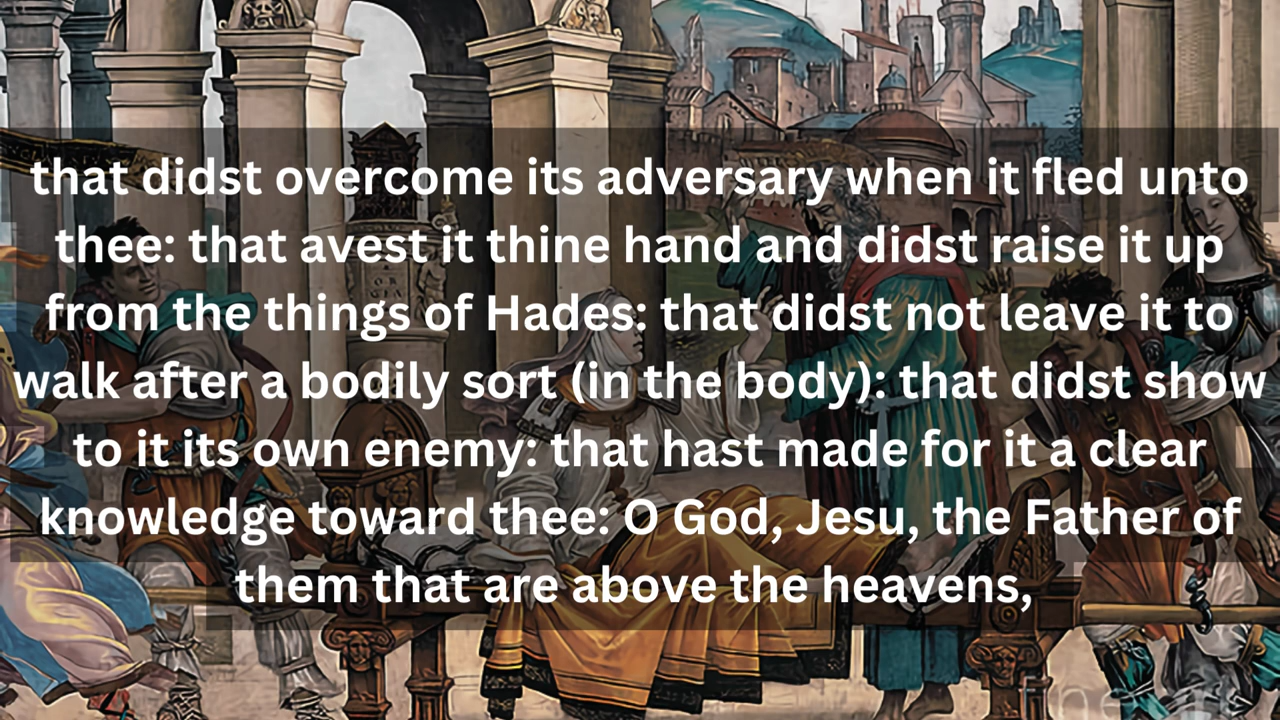 that didst overcome its adversary when it fled unto
thee: that avest it thine hand and didst raise it up
from the things of Hades: that didst not leave it to
walk after a bodily sort (in the body): that didst show
to it its own enemy: that hast made for it a clear
knowledge toward thee: O God, Jesu, the Father of
them that are above the heavens,